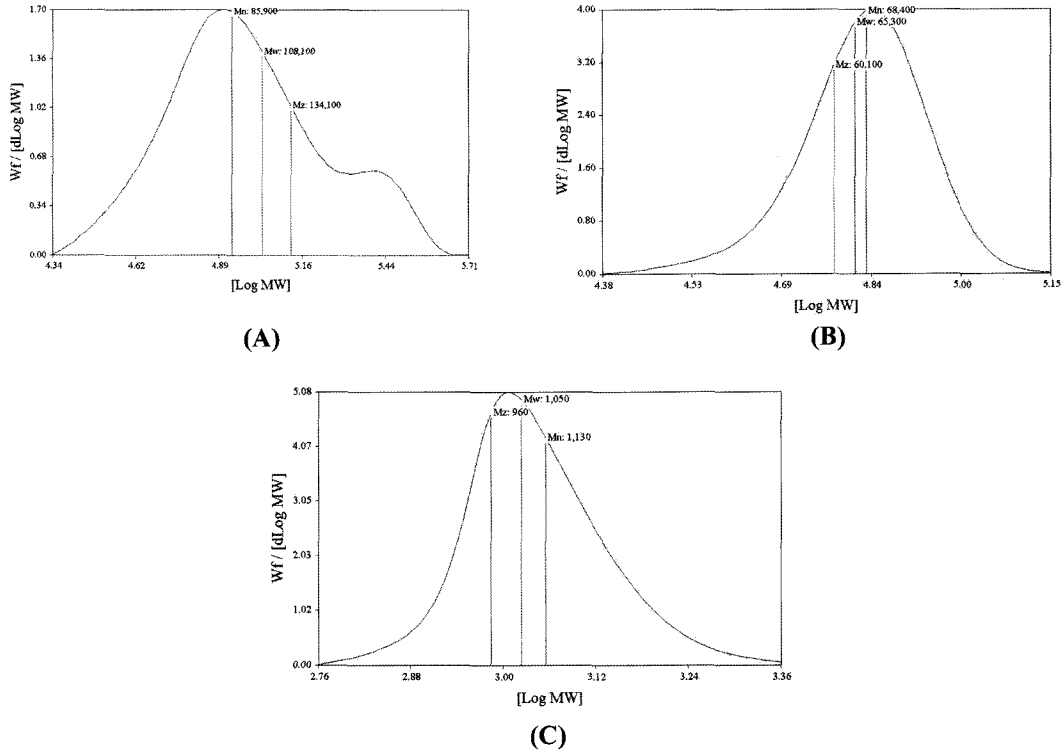 1.70
1.36
1.02
0.68
0.34
0.00
Wf / [dLog MW]
Mn: 85,900
Mw: 108,100
Mz: 134,100
4.34 4.62 4.89 5.16 5.44 5.71
[Log MW]
(A)
4.06
3.20
2.40
1.60
0.80
0.00
Wf / [dLog MW]
Mn: 68,400
Mw: 65,300
Mz: 60,100
4.38 4.53 4.69 4.84 5.00 5.15
[Log MW]
(B)
5.08
4.07
3.05
2.03
1.02
0.00
Wf / [dLog MW]
Mw: 1,050
Mz: 960
Mn: 1,130
2.76 2.88 3.00 3.12 3.24 3.36
[Log MW]
(C)